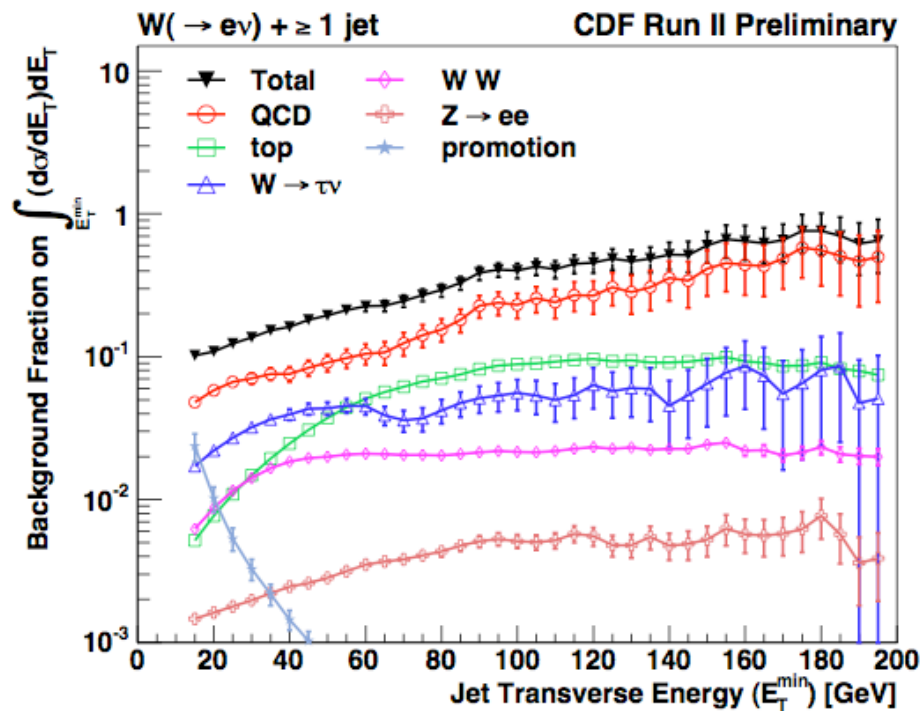 W( → eν) + ≥ 1 jet CDF Run II Preliminary
Total
QCD
top
W → τν
W W
Z → ee
promotion
Background Fraction on ∫_{E_T^{min}} (dσ/dE_T)dE_T
10
1
10⁻¹
10⁻²
10⁻³
20 40 60 80 100 120 140 160 180 200
Jet Transverse Energy (E_T^{min}) [GeV]